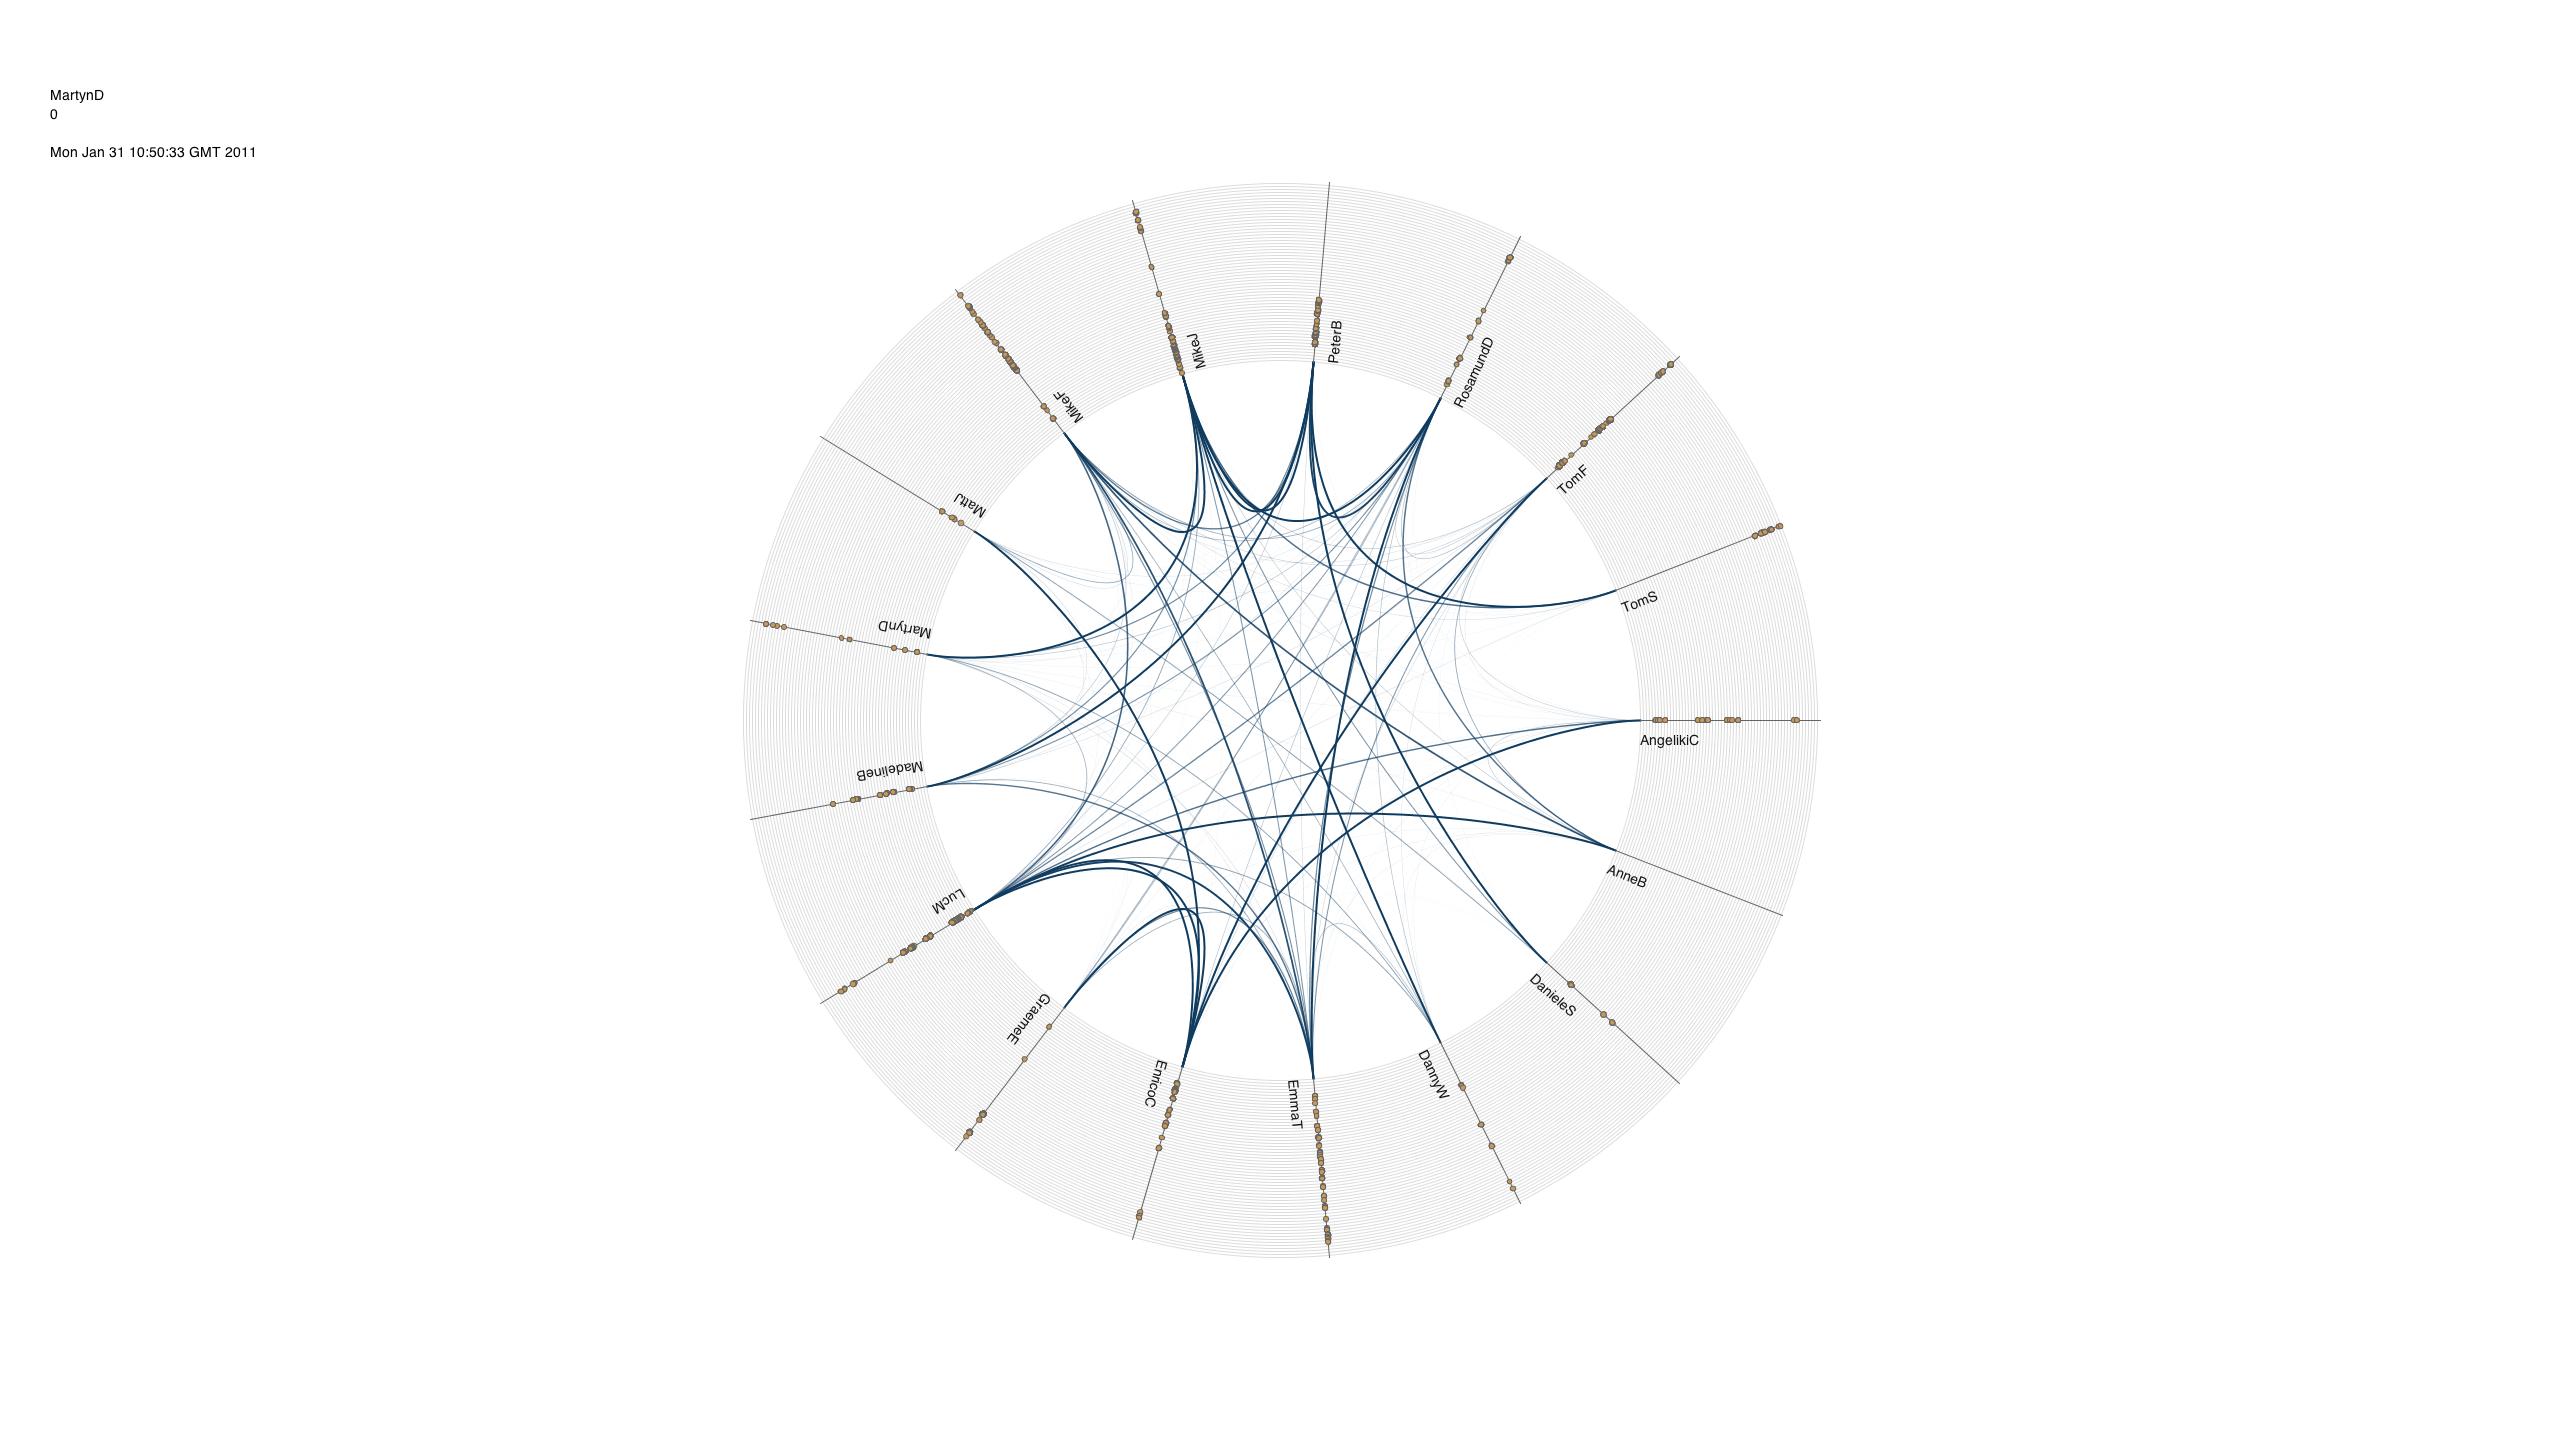 MartynD
0
Mon Jan 31 10:50:33 GMT 2011
MikeJ
PeterB
RosamundD
MikeF
TomF
MattJ
TomS
MartynD
AngelikiC
MadelineB
AnneB
LucM
DanieleS
GraemeE
DannyW
EnricoC
EmmaT